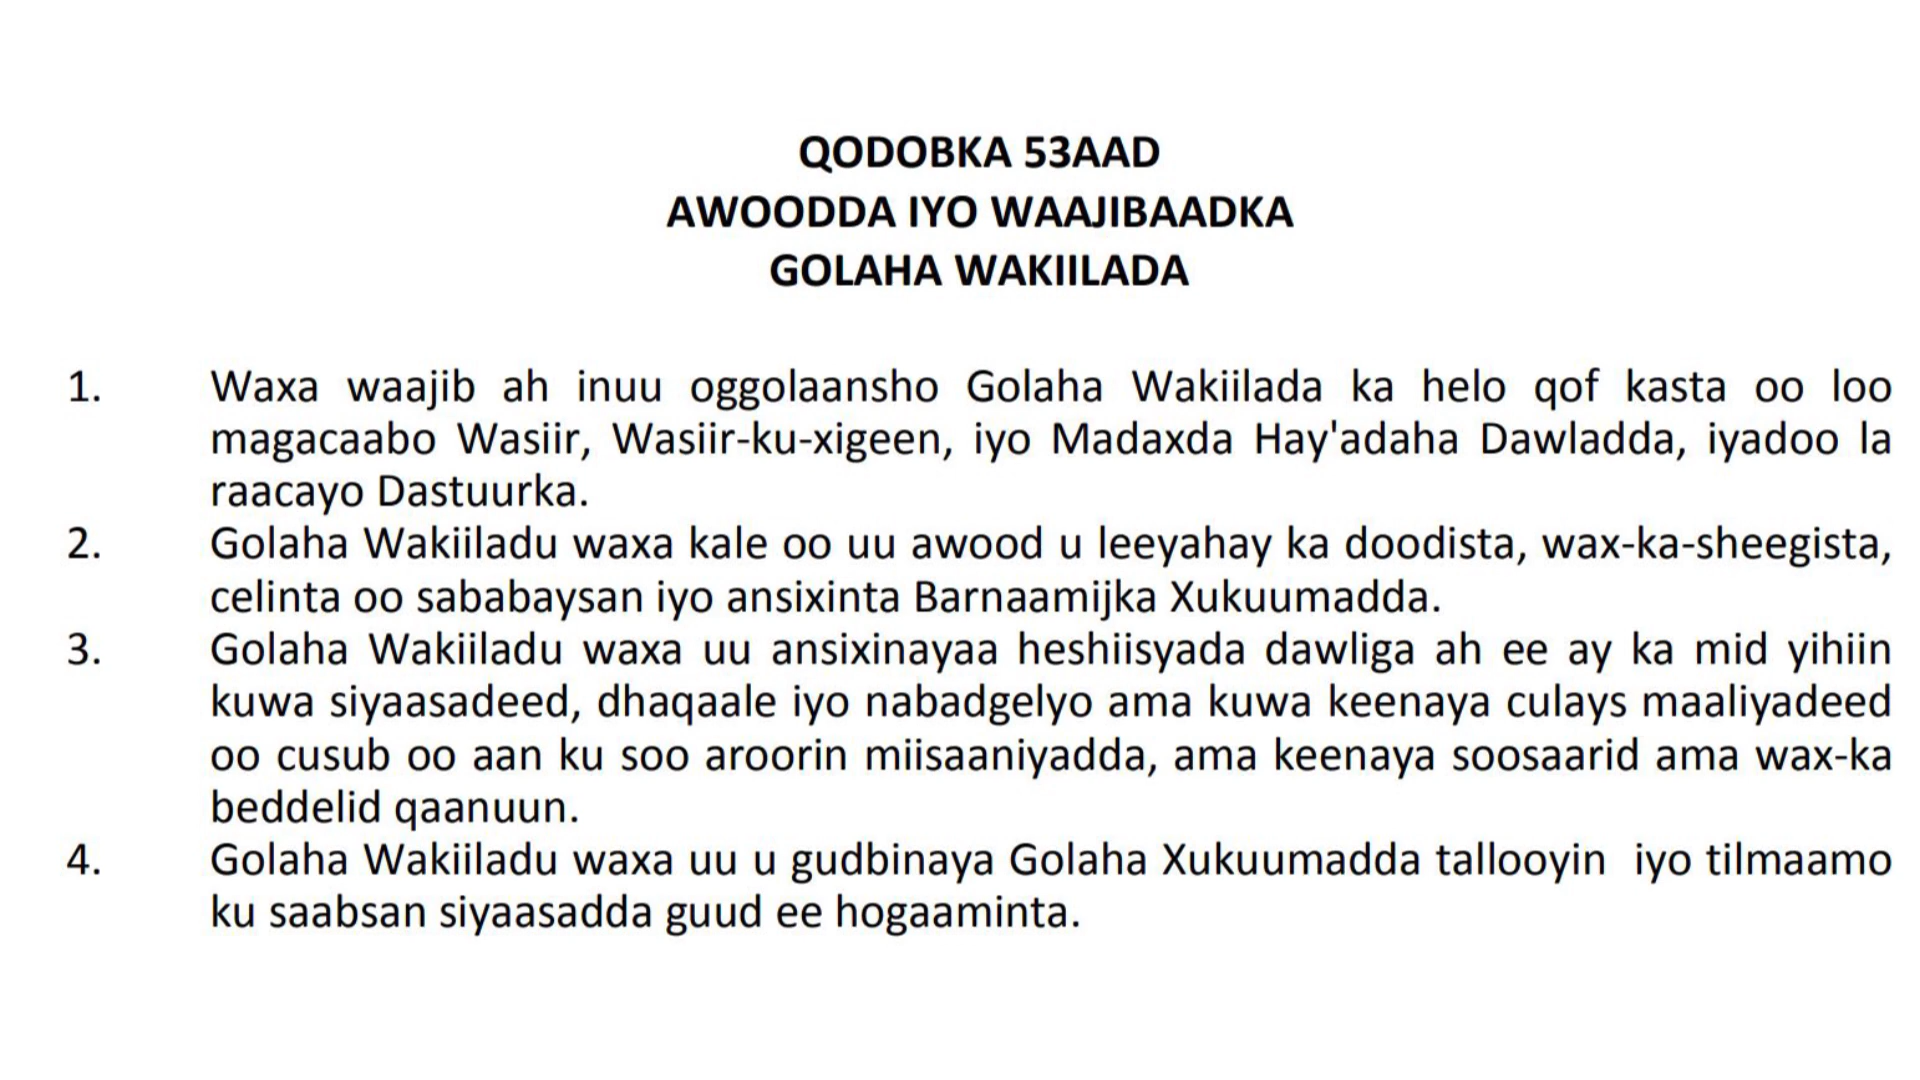 QODOBKA 53AAD
AWOODDA IYO WAAJIBAADKA
GOLAHA WAKIILADA
1. Waxa waajib ah inuu oggolaansho Golaha Wakiilada ka helo qof kasta oo loo
magacaabo Wasiir, Wasiir-ku-xigeen, iyo Madaxda Hay'adaha Dawladda, iyadoo la
raacayo Dastuurka.
2. Golaha Wakiiladu waxa kale oo uu awood u leeyahay ka doodista, wax-ka-sheegista,
celinta oo sababaysan iyo ansixinta Barnaamijka Xukuumadda.
3. Golaha Wakiiladu waxa uu ansixinayaa heshiisyada dawliga ah ee ay ka mid yihiin
kuwa siyaasadeed, dhaqaale iyo nabadgelyo ama kuwa keenaya culays maaliyadeed
oo cusub oo aan ku soo aroorin miisaaniyadda, ama keenaya soosaarid ama wax-ka
beddelid qaanuun.
4. Golaha Wakiiladu waxa uu u gudbinaya Golaha Xukuumadda tallooyin iyo tilmaamo
ku saabsan siyaasadda guud ee hogaaminta.